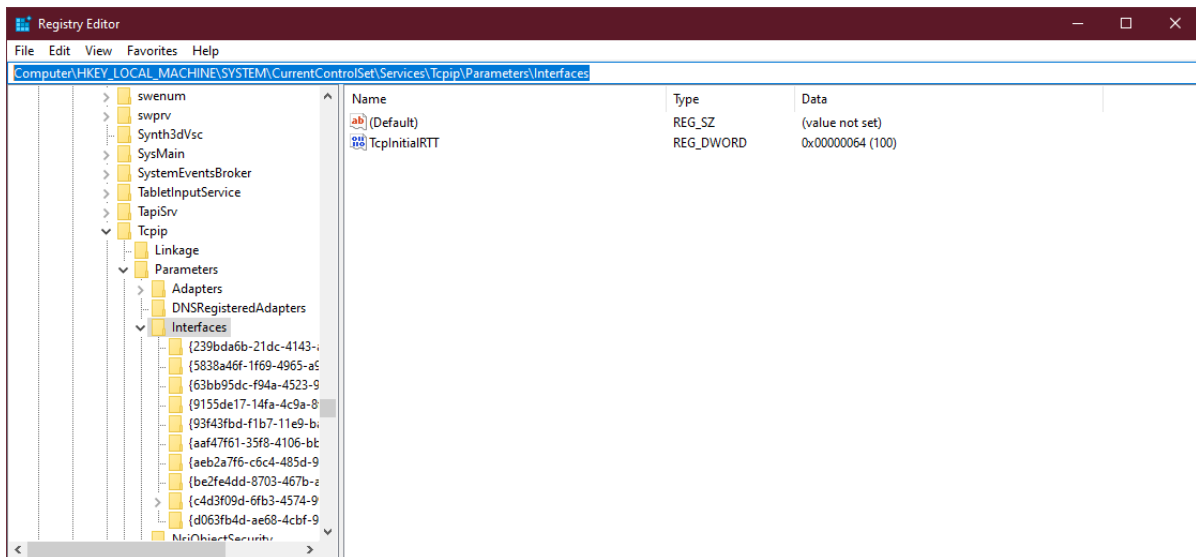 Registry Editor
File Edit View Favorites Help
Computer\HKEY_LOCAL_MACHINE\SYSTEM\CurrentControlSet\Services\Tcpip\Parameters\Interfaces
swenum
swprv
Synth3dVsc
SysMain
SystemEventsBroker
TabletInputService
TapiSrv
Tcpip
Linkage
Parameters
Adapters
DNSRegisteredAdapters
Interfaces
{239bda6b-21dc-4143-
{5838a46f-1f69-4965-a9
{63bb95dc-f94a-4523-9
{9155de17-14fa-4c9a-8
{93f43fbd-f1b7-11e9-b
{aaf47f61-35f8-4106-bb
{aeb2a7f6-c6c4-485d-9
{be2fe4dd-8703-467b-a
{c4d3f09d-6fb3-4574-9
{d063fb4d-ae68-4cbf-9
NsiObjectSecurity
Name Type Data
ab (Default) REG_SZ (value not set)
TcpInitialRTT REG_DWORD 0x00000064 (100)